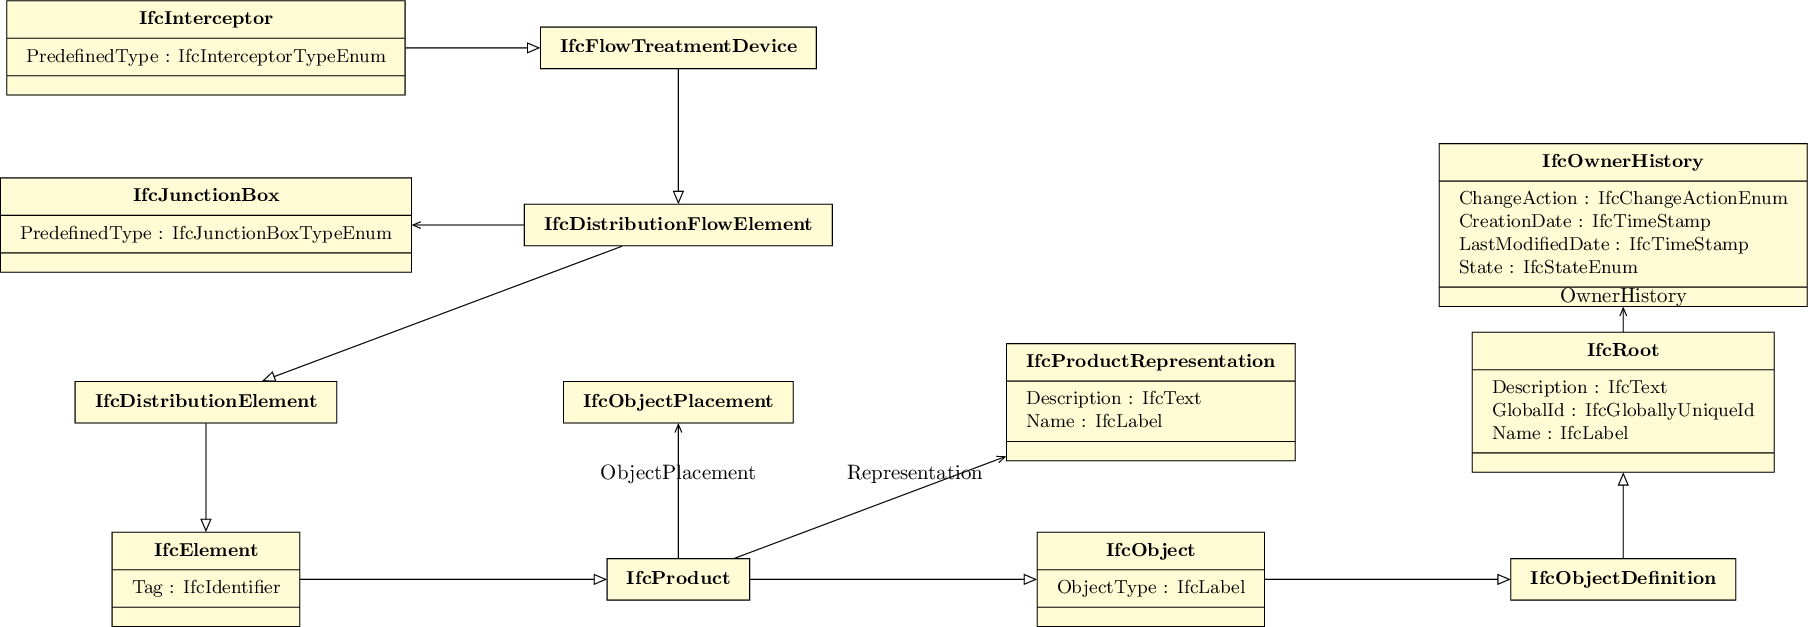 IfcInterceptor
PredefinedType : IfcInterceptorTypeEnum
IfcFlowTreatmentDevice
IfcJunctionBox
PredefinedType : IfcJunctionBoxTypeEnum
IfcDistributionFlowElement
IfcOwnerHistory
ChangeAction : IfcChangeActionEnum
CreationDate : IfcTimeStamp
LastModifiedDate : IfcTimeStamp
State : IfcStateEnum
OwnerHistory
IfcDistributionElement
IfcObjectPlacement
IfcProductRepresentation
Description : IfcText
Name : IfcLabel
IfcRoot
Description : IfcText
GlobalId : IfcGloballyUniqueId
Name : IfcLabel
ObjectPlacement
Representation
IfcElement
Tag : IfcIdentifier
IfcProduct
IfcObject
ObjectType : IfcLabel
IfcObjectDefinition